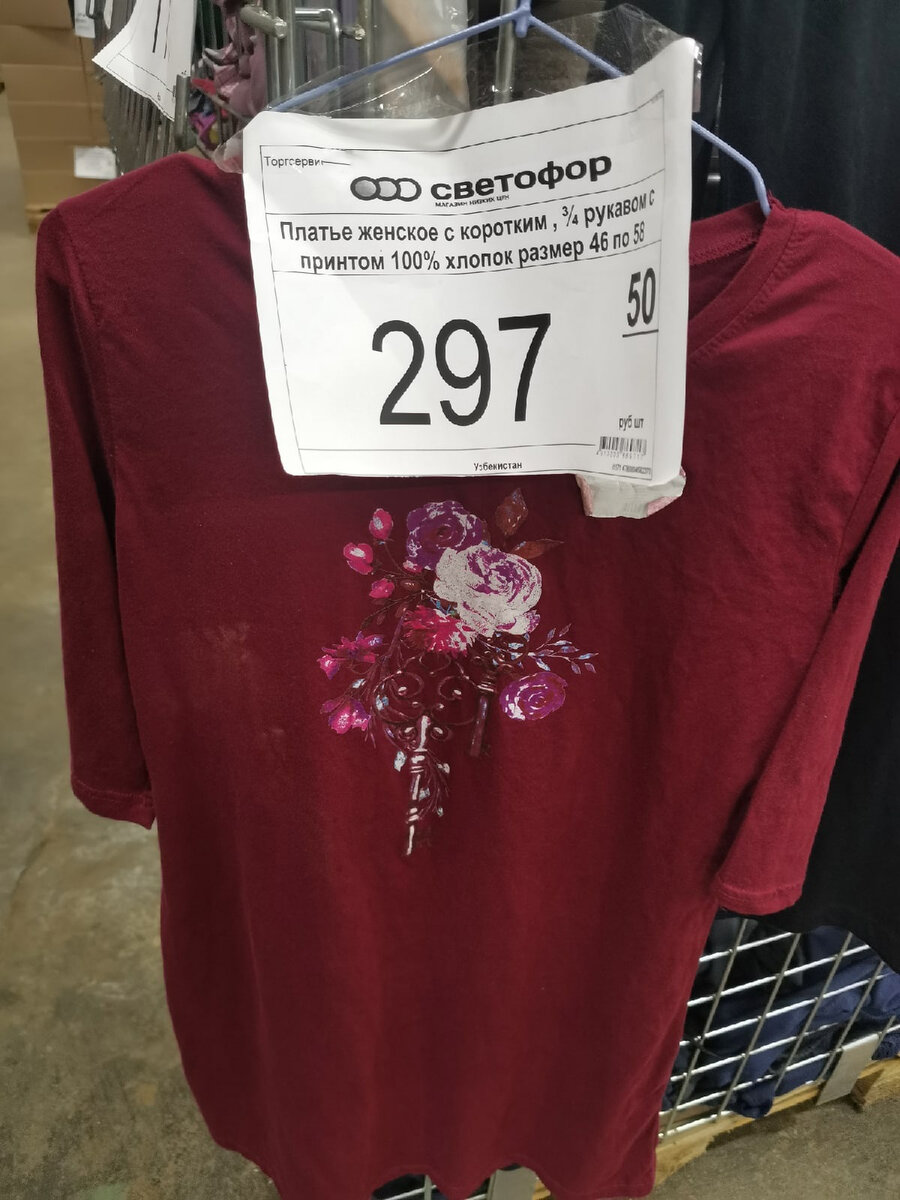 Торгсервис
светофор
МАГАЗИН НИЗКИХ ЦЕН
Платье женское с коротким , ¾ рукавом с
принтом 100% хлопок размер 46 по 58
297
50
руб шт
Узбекистан